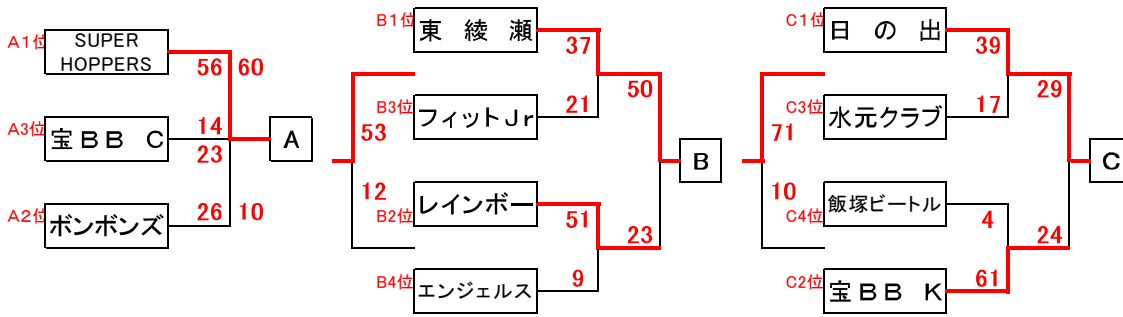 A1位
SUPER
HOPPERS
56 60
A3位
宝ＢＢ Ｃ
14
23
A
A2位
ボンボンズ
26 10
B1位
東 綾 瀬
37
50
53
B3位
フィットＪｒ
21
B
12
B2位
レインボー
51
23
B4位
エンジェルス
9
C1位
日 の 出
39
29
71
C3位
水元クラブ
17
C
10
C4位
飯塚ビートル
4
24
C2位
宝ＢＢ Ｋ
61